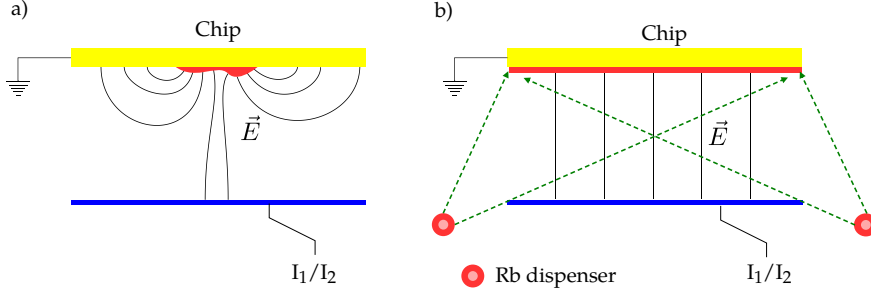 a)
Chip
E⃗
I₁/I₂
b)
Chip
E⃗
I₁/I₂
Rb dispenser